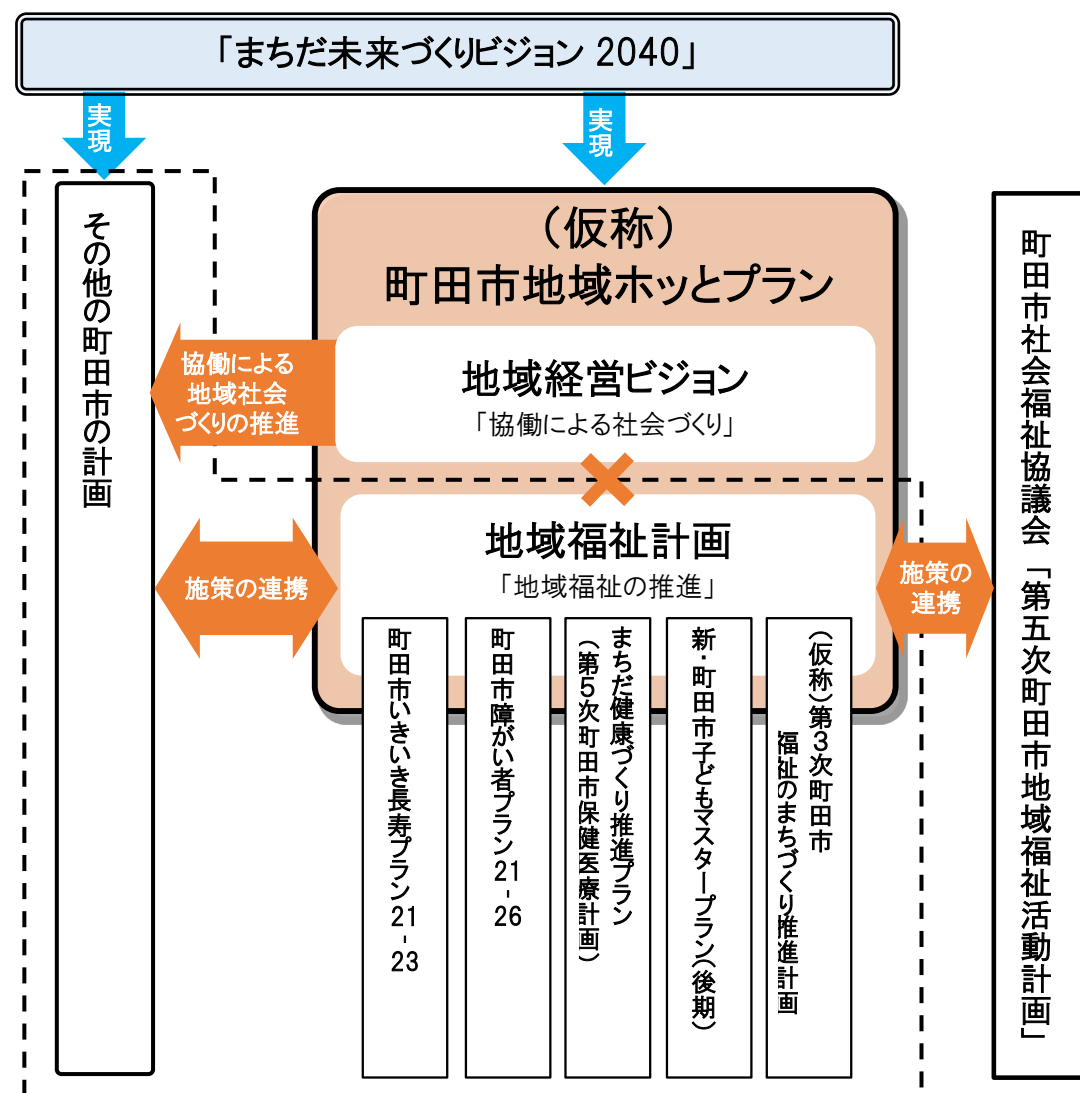 「まちだ未来づくりビジョン 2040」
実現
実現
その他の町田市の計画
（仮称）
町田市地域ホッとプラン
地域経営ビジョン
「協働による社会づくり」
協働による
地域社会
づくりの推進
地域福祉計画
「地域福祉の推進」
施策の連携
施策の
連携
町田市いきいき長寿プラン21-23
町田市障がい者プラン21-26
まちだ健康づくり推進プラン
（第5次町田市保健医療計画）
新・町田市子どもマスタープラン（後期）
（仮称）第3次町田市
福祉のまちづくり推進計画
町田市社会福祉協議会「第五次町田市地域福祉活動計画」